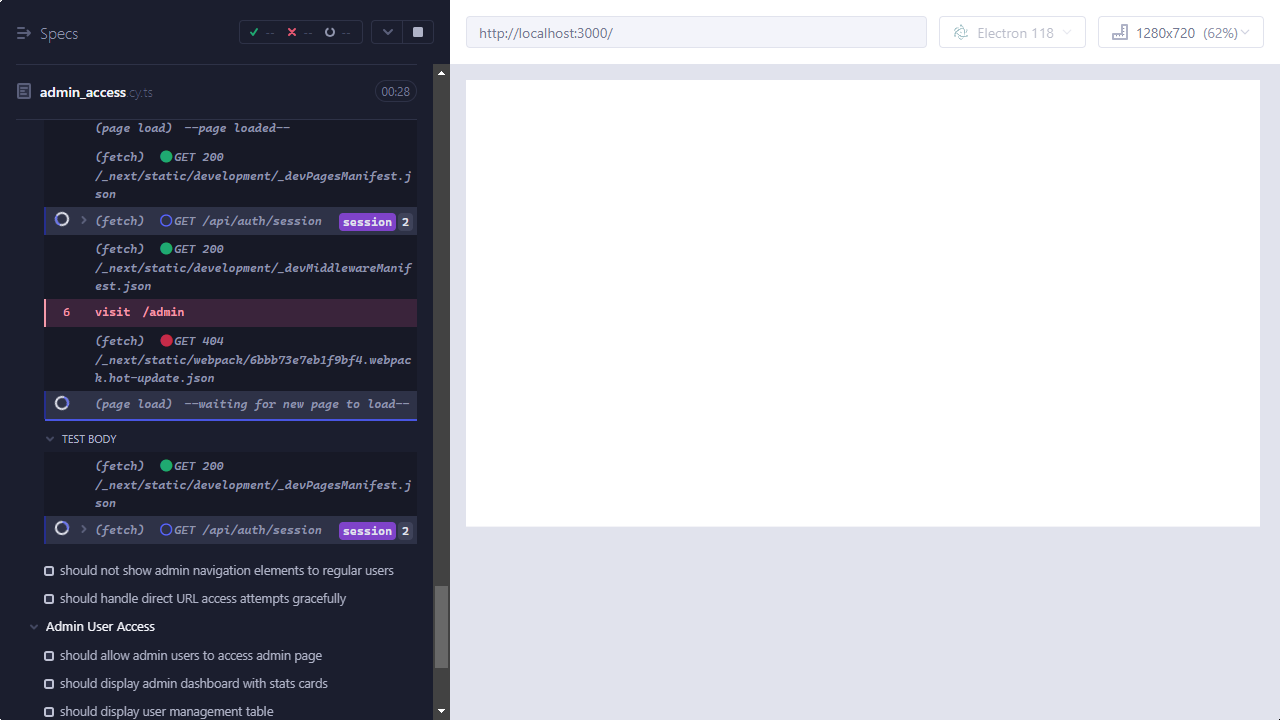 Specs
--
--
--
http://localhost:3000/
Electron 118
1280x720 (62%)
admin_access.cy.ts
00:28
(page load) --page loaded--
(fetch) GET 200
/_next/static/development/_devPagesManifest.j
son
(fetch) GET /api/auth/session session 2
(fetch) GET 200
/_next/static/development/_devMiddlewareManif
est.json
6 visit /admin
(fetch) GET 404
/_next/static/webpack/6bbb73e7eb1f9bf4.webpac
k.hot-update.json
(page load) --waiting for new page to load--
TEST BODY
(fetch) GET 200
/_next/static/development/_devPagesManifest.j
son
(fetch) GET /api/auth/session session 2
should not show admin navigation elements to regular users
should handle direct URL access attempts gracefully
Admin User Access
should allow admin users to access admin page
should display admin dashboard with stats cards
should display user management table